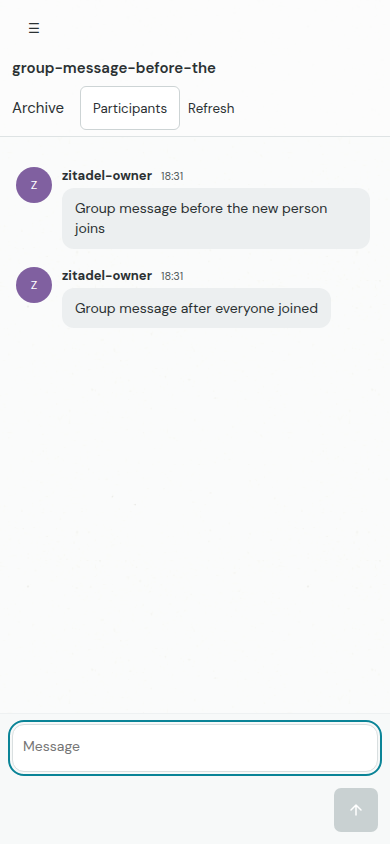 ☰
group-message-before-the
Archive Participants Refresh
Z zitadel-owner 18:31
Group message before the new person
joins
Z zitadel-owner 18:31
Group message after everyone joined
Message
↑